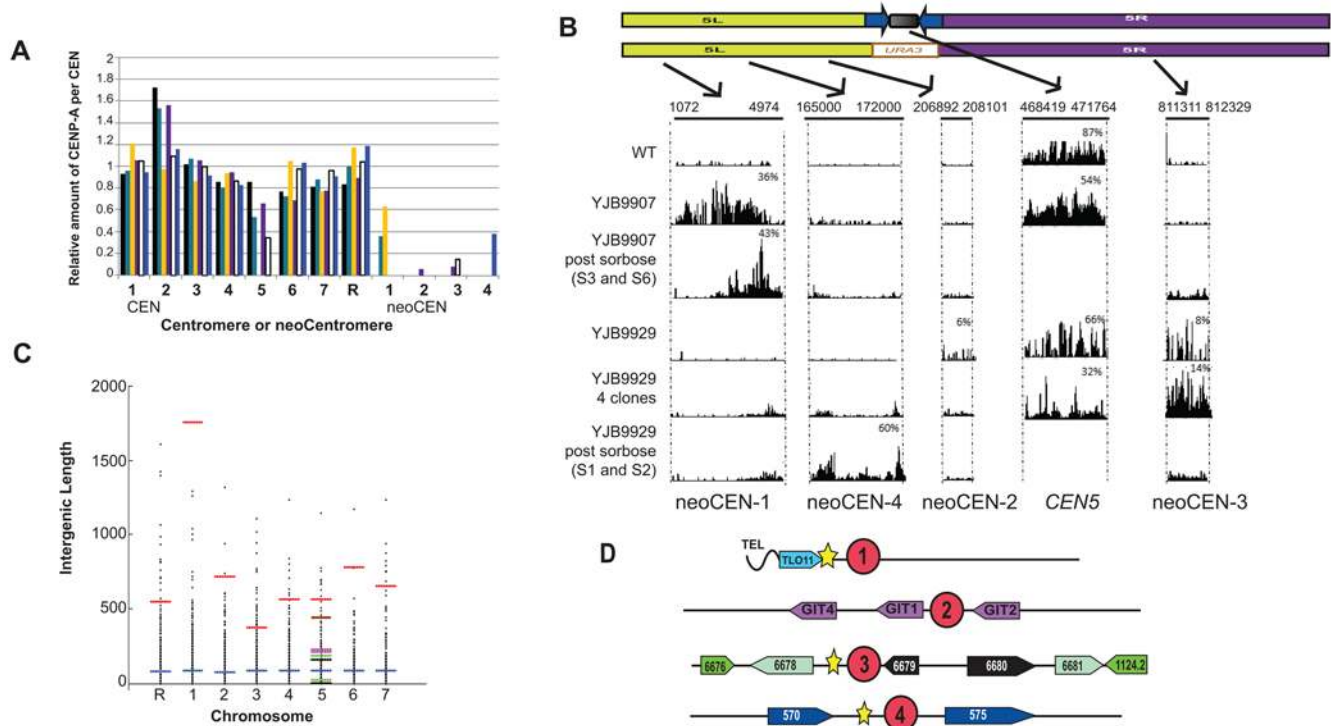 A
Relative amount of CENP-A per CEN
2
1.8
1.6
1.4
1.2
1
0.8
0.6
0.4
0.2
0
1 2 3 4 5 6 7 R 1 2 3 4
CEN neoCEN
Centromere or neoCentromere
B
5L 5R
5L URA3 5R
1072 4974 165000 172000 206892 208101 468419 471764 811311 812329
WT 87%
YJB9907 36% 54%
YJB9907
post sorbose
(S3 and S6)
43%
YJB9929 6% 66% 8%
YJB9929
4 clones
32% 14%
YJB9929
post sorbose
(S1 and S2)
60%
neoCEN-1 neoCEN-4 neoCEN-2 CEN5 neoCEN-3
C
Intergenic Length
2000
1500
1000
500
0
R 1 2 3 4 5 6 7
Chromosome
D
TEL
TLO11 1
GIT4 GIT1 2 GIT2
6676 6678 3 6679 6680 6681 1124.2
570 4 575